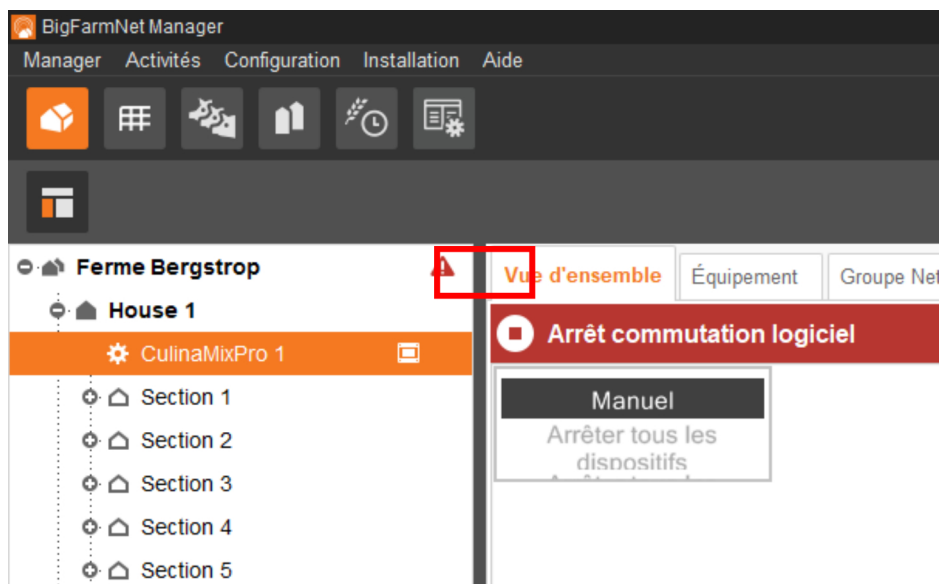 BigFarmNet Manager
Manager Activités Configuration Installation Aide
Ferme Bergstrop
House 1
CulinaMixPro 1
Section 1
Section 2
Section 3
Section 4
Section 5
Vue d'ensemble Équipement Groupe Net
Arrêt commutation logiciel
Manuel
Arrêter tous les
dispositifs